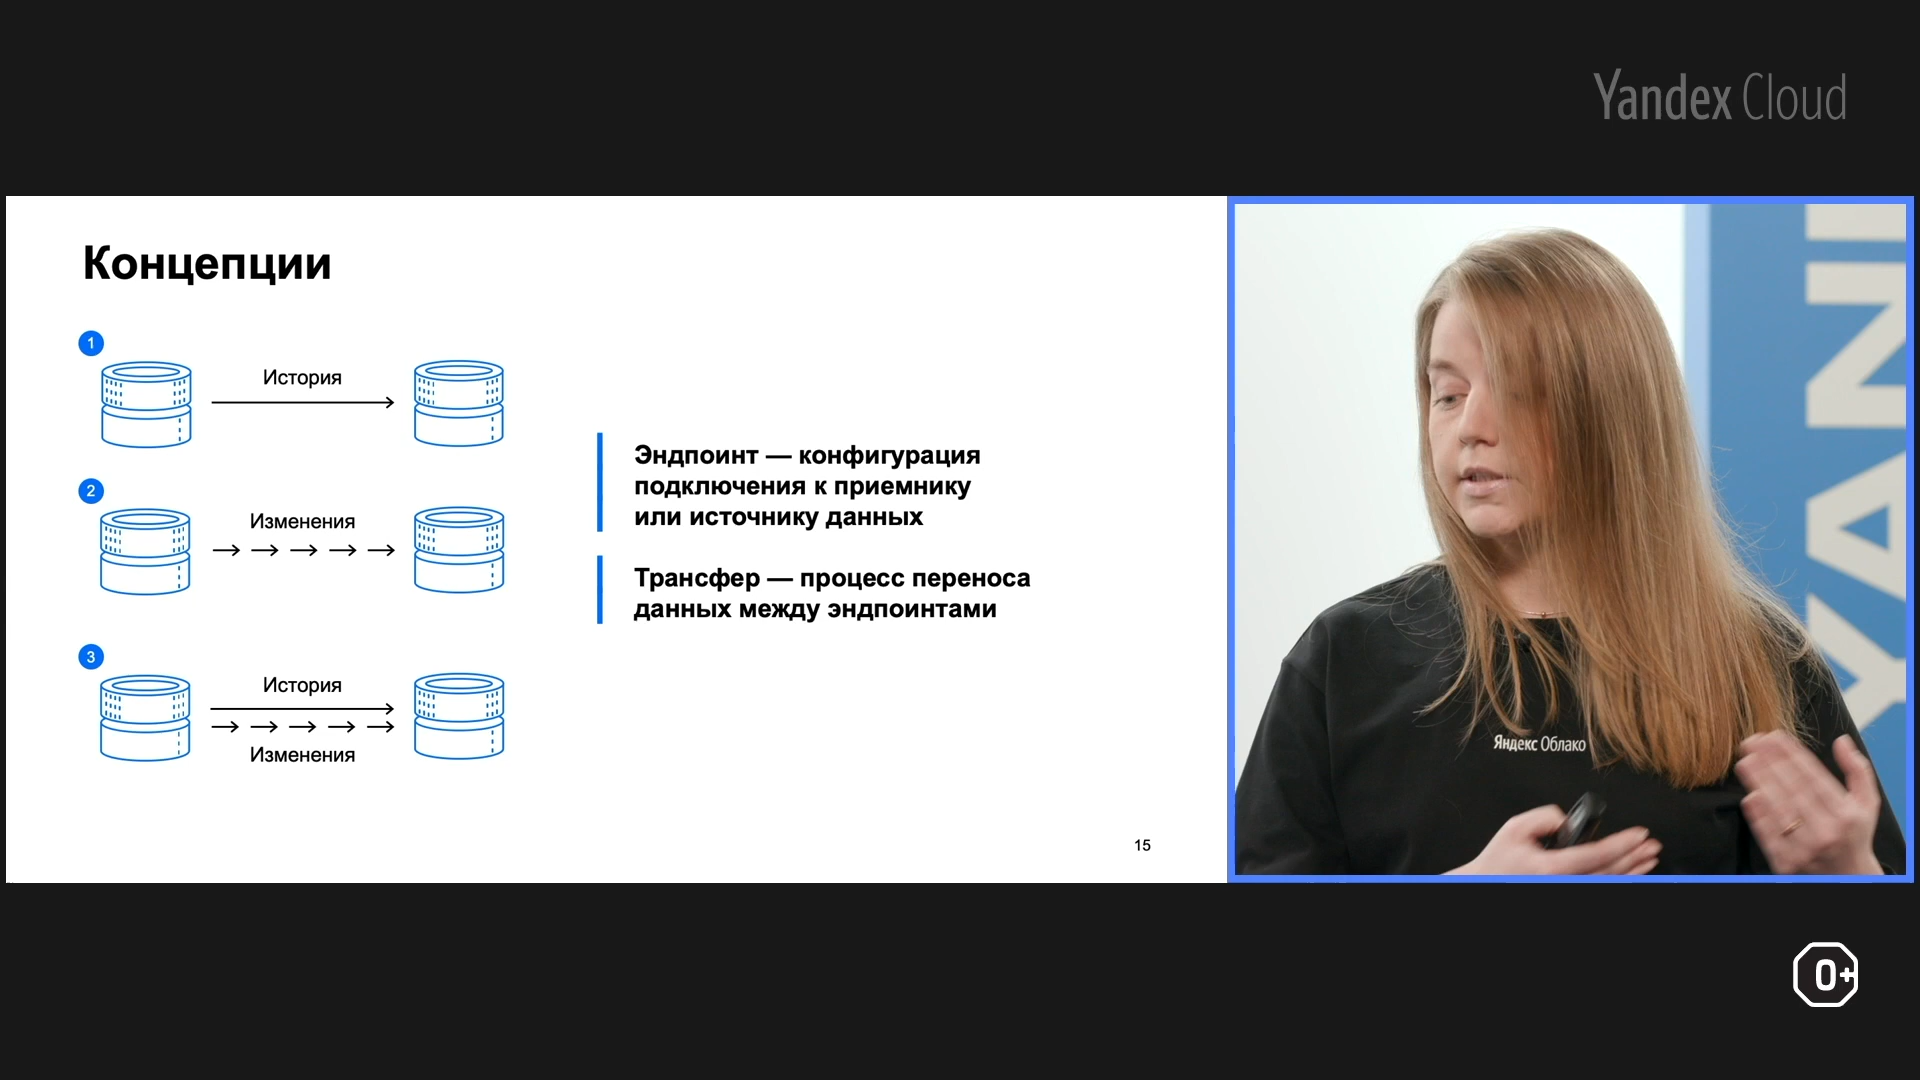 Yandex Cloud
Концепции
1
История
2
Изменения
3
История
Изменения
Эндпоинт — конфигурация
подключения к приемнику
или источнику данных
Трансфер — процесс переноса
данных между эндпоинтами
15
YAN
Яндекс Облако
0+